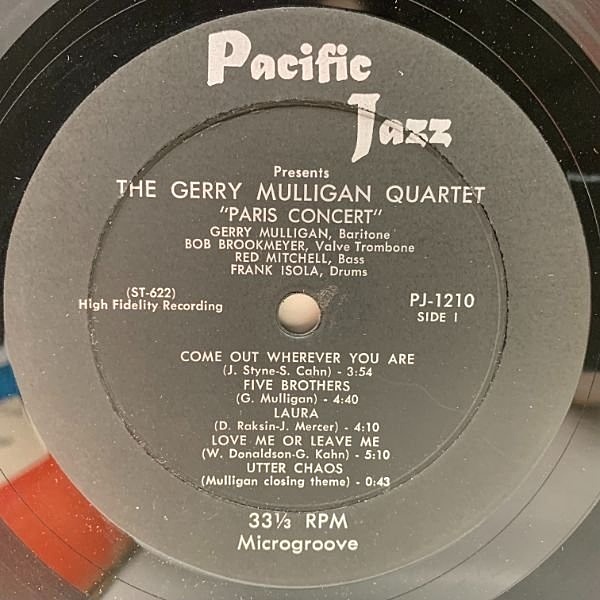 Pacific
Jazz
Presents
THE GERRY MULLIGAN QUARTET
"PARIS CONCERT"
GERRY MULLIGAN, Baritone
BOB BROOKMEYER, Valve Trombone
RED MITCHELL, Bass
FRANK ISOLA, Drums
(ST-622)
High Fidelity Recording
PJ-1210
SIDE 1
COME OUT WHEREVER YOU ARE
(J. Styne-S. Cahn) - 3:54
FIVE BROTHERS
(G. Mulligan) - 4:40
LAURA
(D. Raksin-J. Mercer) - 4:10
LOVE ME OR LEAVE ME
(W. Donaldson-G. Kahn) - 5:10
UTTER CHAOS
(Mulligan closing theme) - 0:43
33⅓ RPM
Microgroove